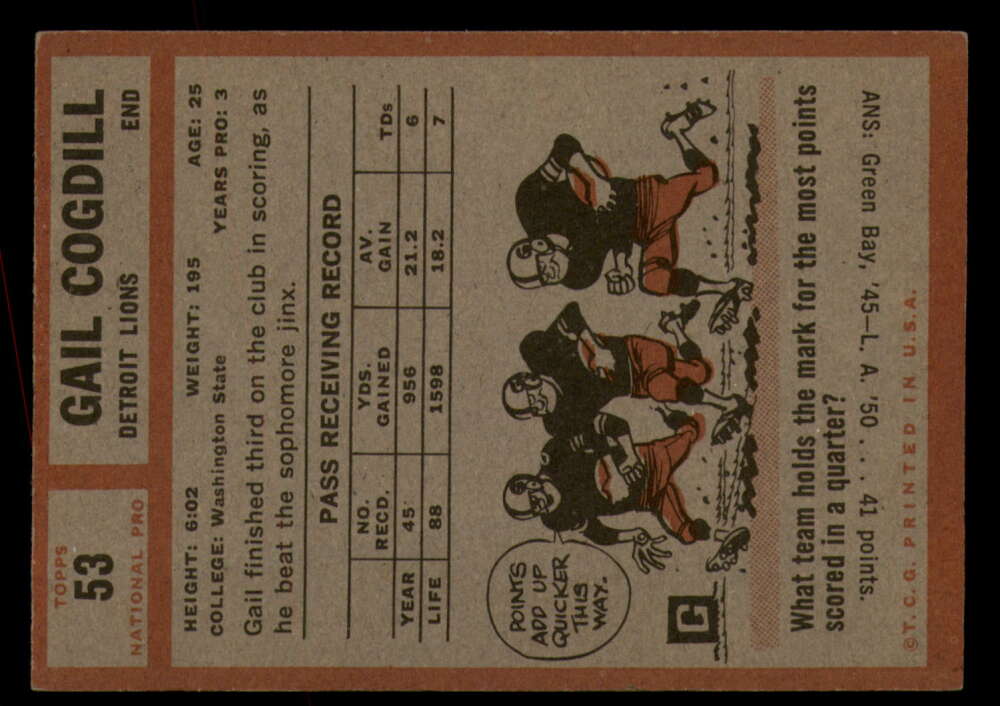 TOPPS
53
NATIONAL PRO
GAIL COGDILL
DETROIT LIONS END
HEIGHT: 6:02 WEIGHT: 195 AGE: 25
COLLEGE: Washington State YEARS PRO: 3
Gail finished third on the club in scoring, as
he beat the sophomore jinx.
PASS RECEIVING RECORD
NO. YDS. AV.
RECD. GAINED GAIN TDs
YEAR 45 956 21.2 6
LIFE 88 1598 18.2 7
POINTS
ADD UP
QUICKER
THIS
WAY.
G
What team holds the mark for the most points
scored in a quarter?
ANS: Green Bay, '45—L. A. '50 . . . 41 points.
©T. C. G. PRINTED IN U. S. A.